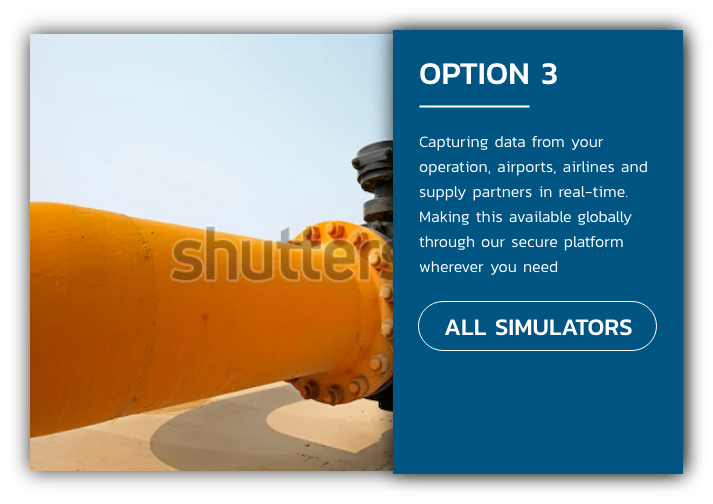 OPTION 3
Capturing data from your
operation, airports, airlines and
supply partners in real-time.
Making this available globally
through our secure platform
wherever you need
shutter
ALL SIMULATORS